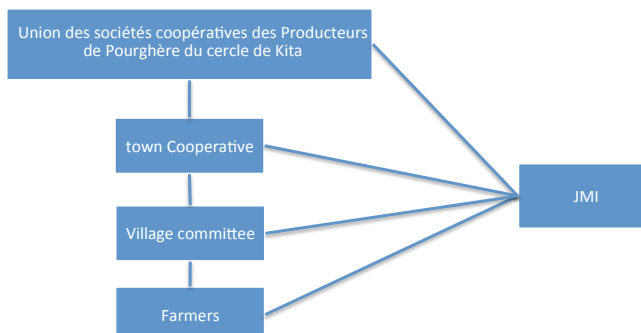 Union des sociétés coopératives des Producteurs
de Pourghère du cercle de Kita
town Cooperative
JMI
Village committee
Farmers